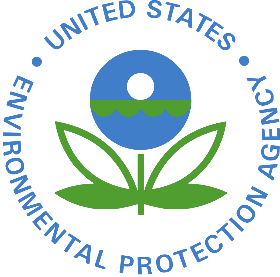 UNITED STATES
ENVIRONMENTAL PROTECTION AGENCY